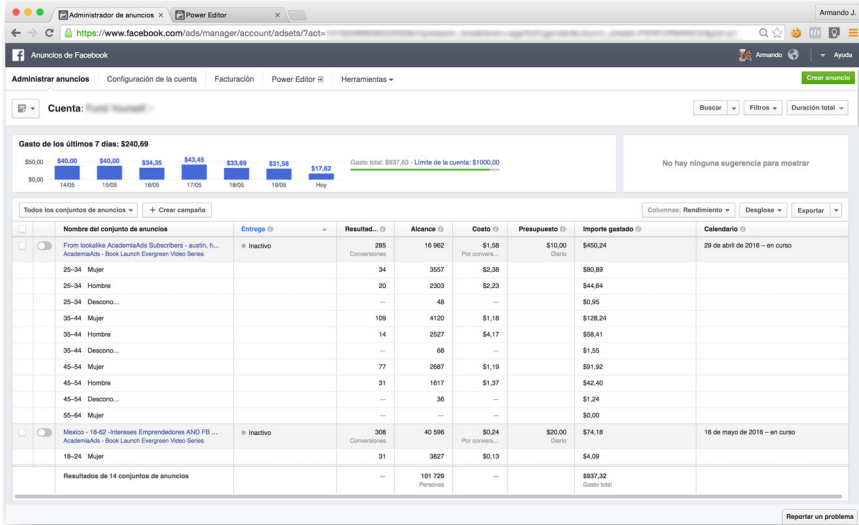 Administrador de anuncios × Power Editor × Armando J.
https://www.facebook.com/ads/manager/account/adsets/?act=
Anuncios de Facebook Armando Ayuda
Administrar anuncios Configuración de la cuenta Facturación Power Editor Herramientas Crear anuncio
Cuenta: Buscar Filtros Duración total
Gasto de los últimos 7 días: $240,69
$50,00 $40,00 $40,00 $34,35 $43,45 $33,69 $31,58 $17,62 Gasto total: $937,63 - Límite de la cuenta: $1000,00 No hay ninguna sugerencia para mostrar
$0,00
14/05 15/05 16/05 17/05 18/05 19/05 Hoy
Todos los conjuntos de anuncios + Crear campaña Columnas: Rendimiento Desglose Exportar
Nombre del conjunto de anuncios Entrega Resultad... Alcance Costo Presupuesto Importe gastado Calendario
From lookalike AcademiaAds Subscribers - austin, h... Inactivo 285 16 962 $1,58 $10,00 $450,24 29 de abril de 2016 – en curso
AcademiaAds - Book Launch Evergreen Video Series Conversiones Por convers... Diario
25–34 Mujer 34 3557 $2,38 $80,89
25–34 Hombre 20 2303 $2,23 $44,64
25–34 Descono... — 48 — $0,95
35–44 Mujer 109 4120 $1,18 $128,24
35–44 Hombre 14 2527 $4,17 $58,41
35–44 Descono... — 68 — $1,55
45–54 Mujer 77 2687 $1,19 $91,92
45–54 Hombre 31 1617 $1,37 $42,40
45–54 Descono... — 36 — $1,24
55–64 Mujer $0,00
Mexico - 18-62 -Intereses Emprendedores AND FB ... Inactivo 308 40 596 $0,24 $20,00 $74,18 16 de mayo de 2016 – en curso
AcademiaAds - Book Launch Evergreen Video Series Conversiones Por convers... Diario
18–24 Mujer 31 3827 $0,13 $4,09
Resultados de 14 conjuntos de anuncios — 101 729 — $937,32
Personas Gasto total
Reportar un problema